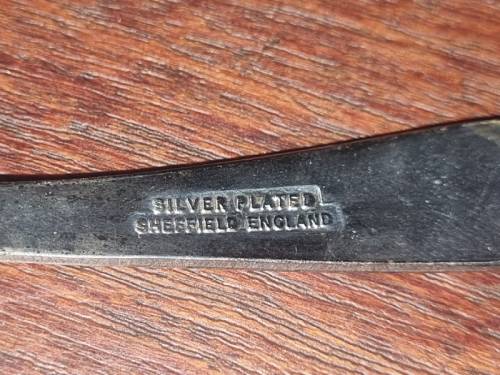 SILVER PLATED
SHEFFIELD ENGLAND